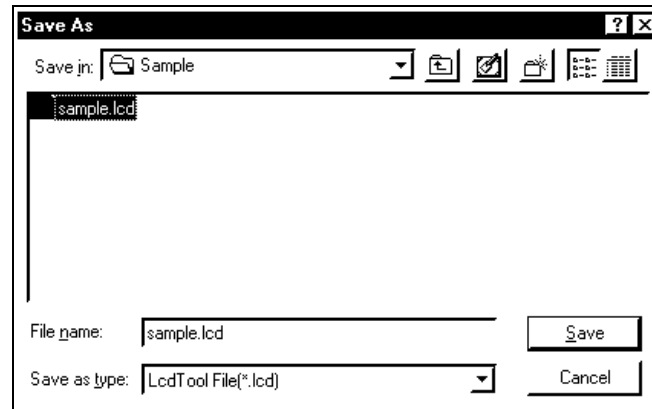 Save As
Save in: Sample
sample.lcd
File name: sample.lcd Save
Save as type: LcdTool File(*.lcd) Cancel